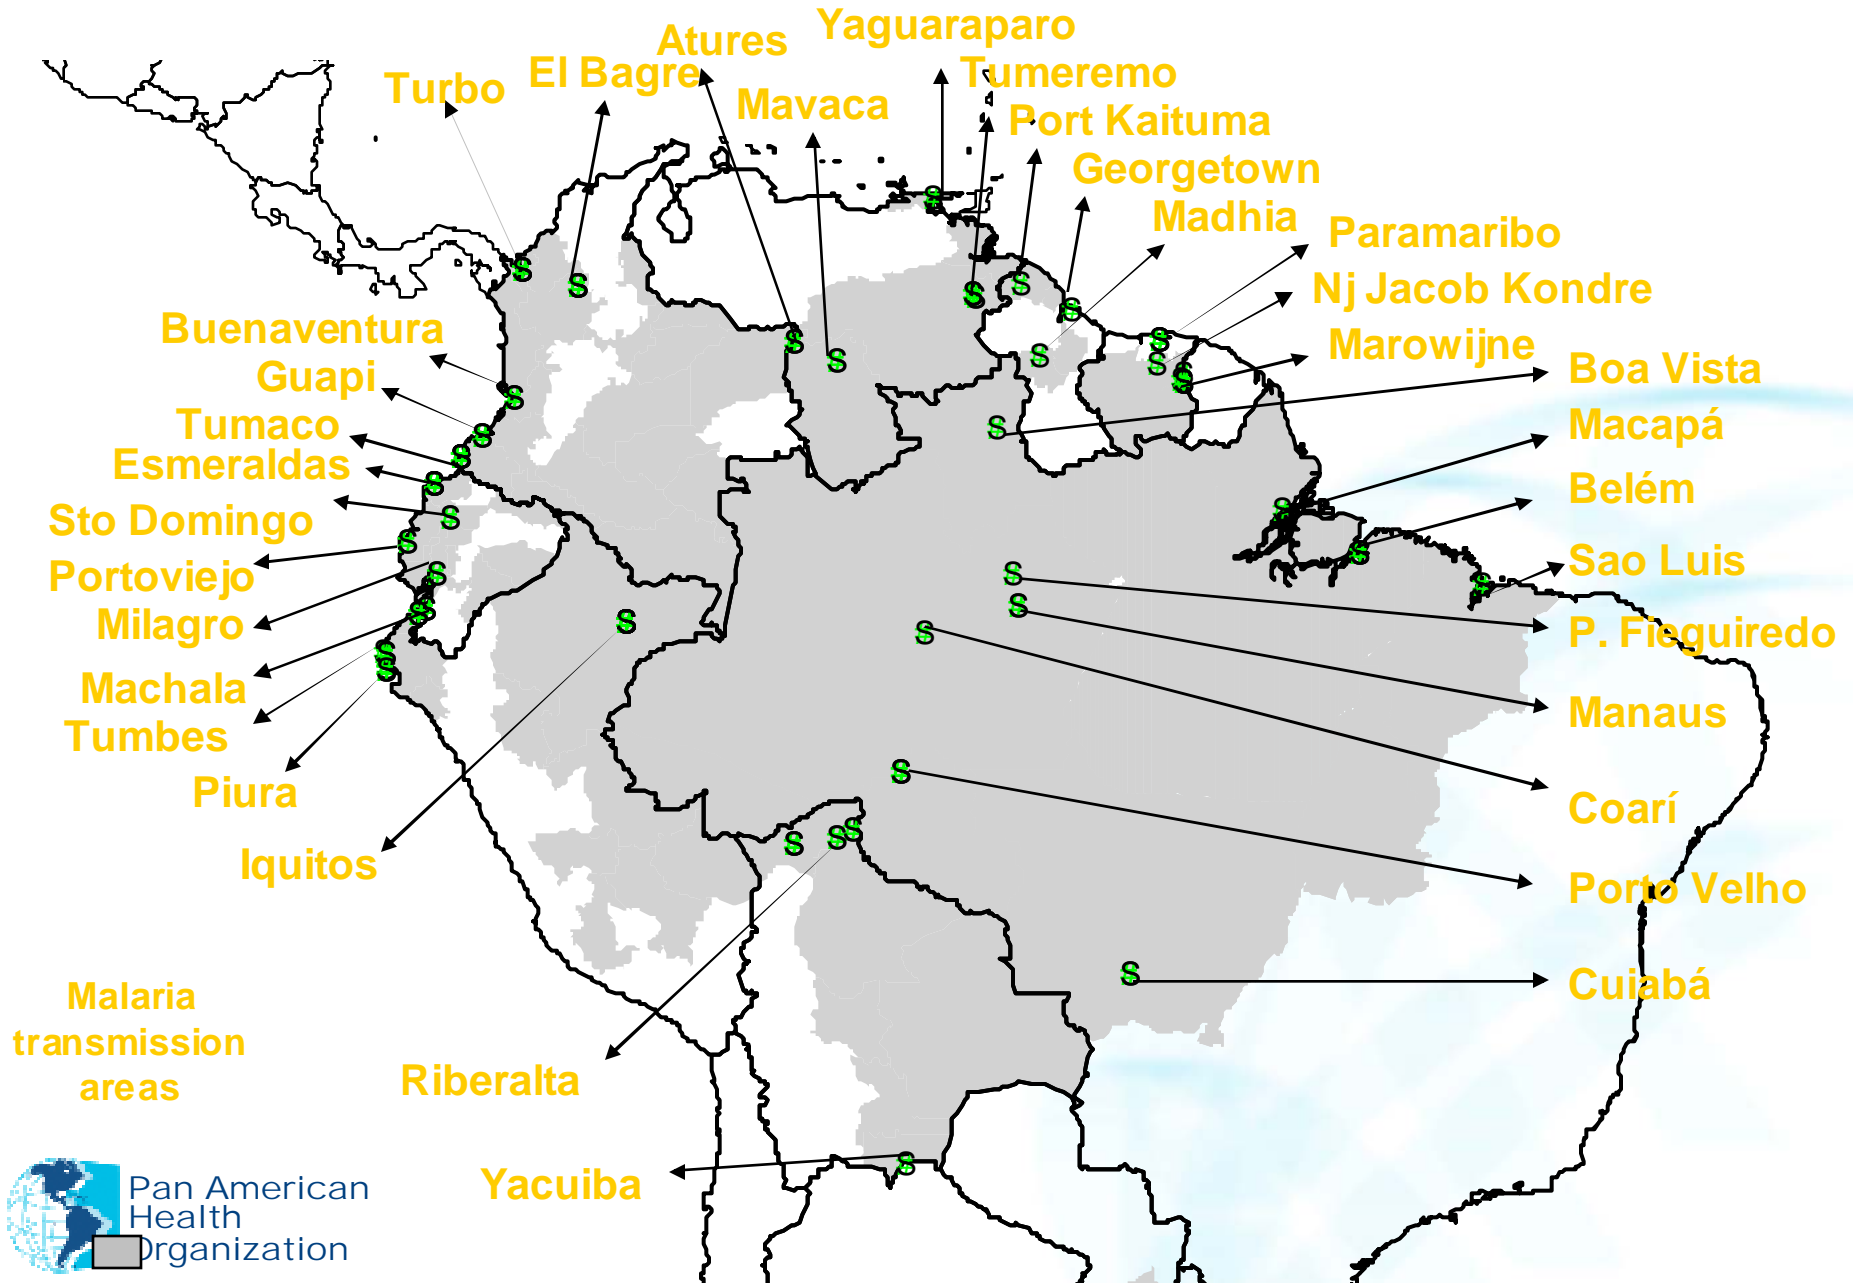 Yaguaraparo
Atures
El Bagre
Tumeremo
Turbo
Mavaca
Port Kaituma
Georgetown
Madhia
Paramaribo
Nj Jacob Kondre
Marowijne
Buenaventura
Guapi
Tumaco
Esmeraldas
Sto Domingo
Portoviejo
Milagro
Machala
Tumbes
Piura
Iquitos
Boa Vista
Macapá
Belém
Sao Luis
P. Fieguiredo
Manaus
Coarí
Porto Velho
Cuiabá
Malaria
transmission
areas
Riberalta
Yacuiba
Pan American
Health
Organization